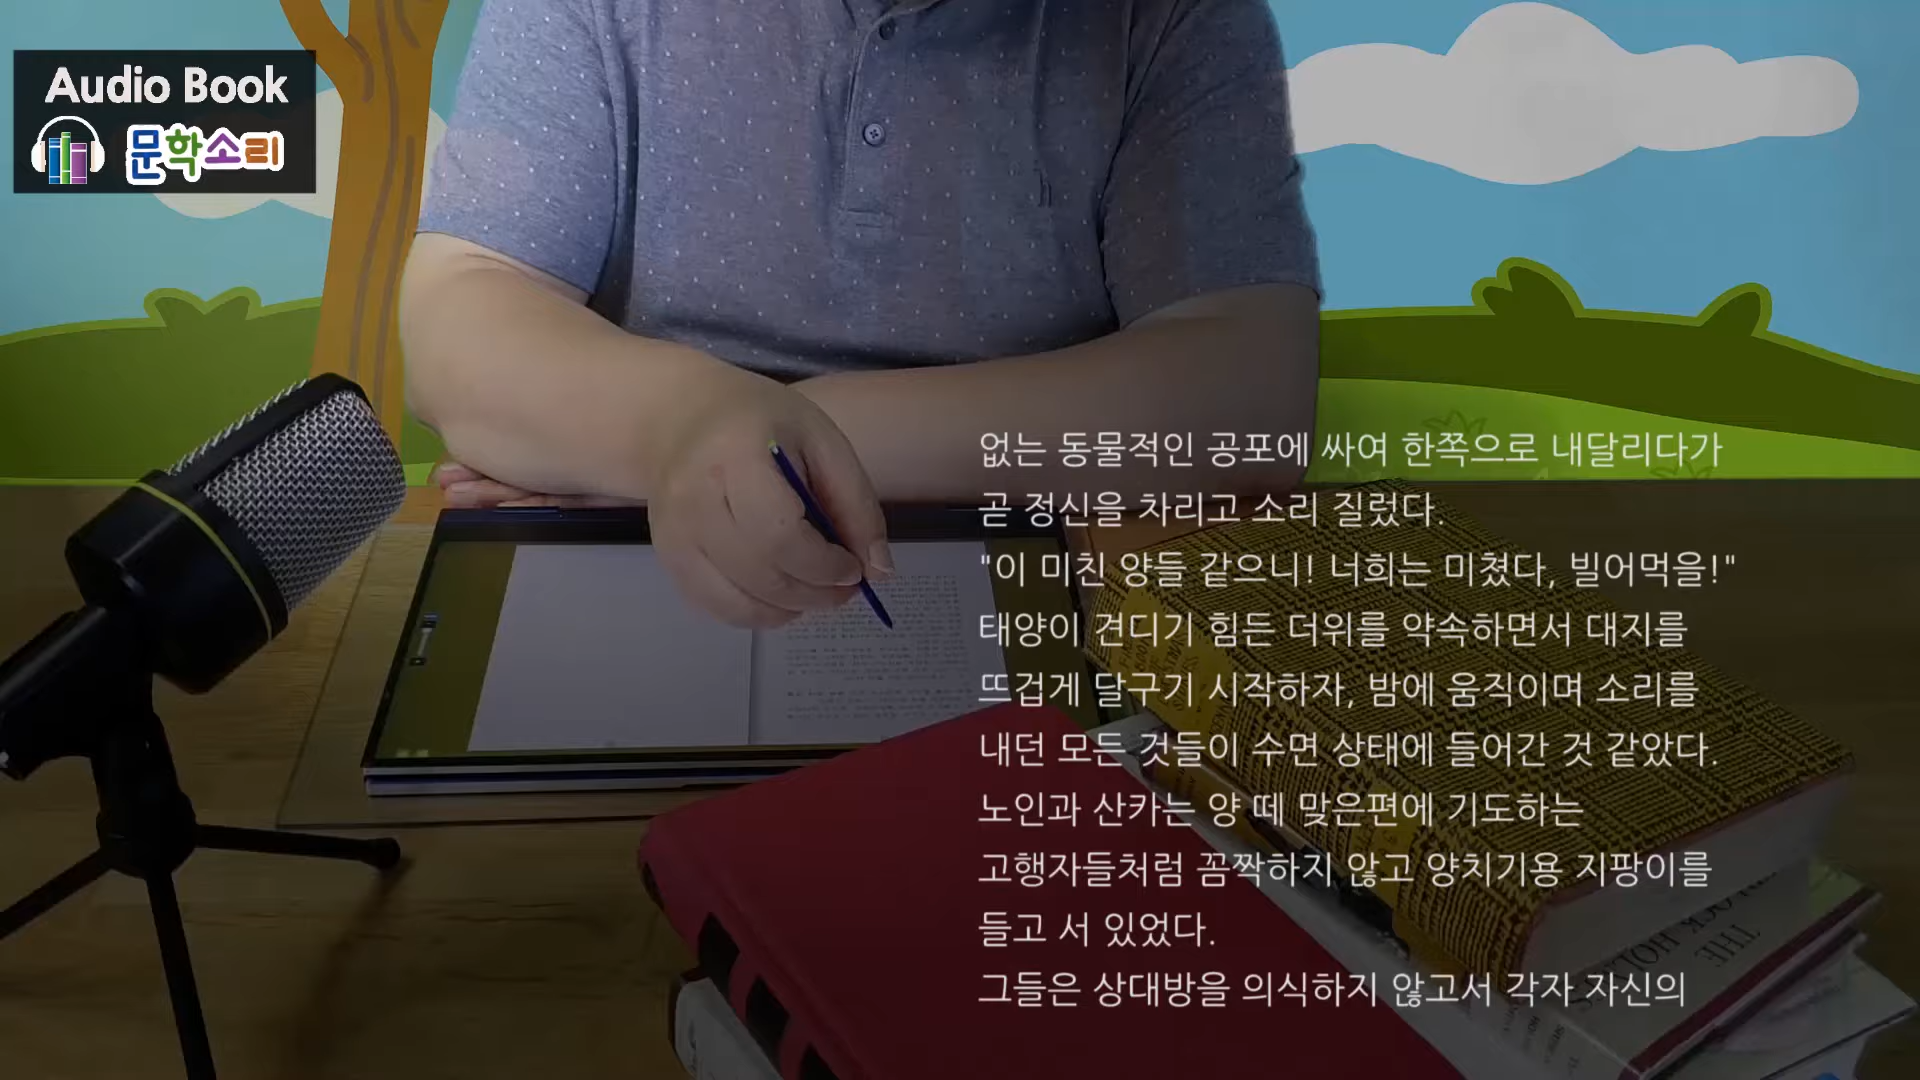 Audio Book
문학소리
없는 동물적인 공포에 싸여 한쪽으로 내달리다가
곧 정신을 차리고 소리 질렀다.
"이 미친 양들 같으니! 너희는 미쳤다, 빌어먹을!"
태양이 견디기 힘든 더위를 약속하면서 대지를
뜨겁게 달구기 시작하자, 밤에 움직이며 소리를
내던 모든 것들이 수면 상태에 들어간 것 같았다.
노인과 산카는 양 떼 맞은편에 기도하는
고행자들처럼 꼼짝하지 않고 양치기용 지팡이를
들고 서 있었다.
그들은 상대방을 의식하지 않고서 각자 자신의
THE